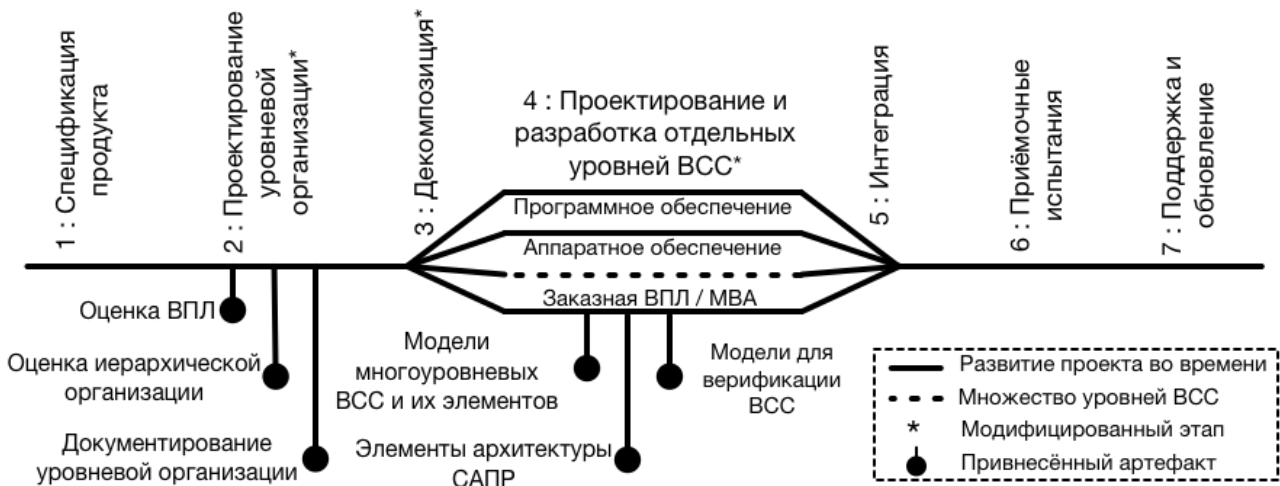 1 : Спецификация
продукта
2 : Проектирование
уровневой
организации*
3 : Декомпозиция*
4 : Проектирование и
разработка отдельных
уровней ВСС*
5 : Интеграция
6 : Приёмочные
испытания
7 : Поддержка и
обновление
Программное обеспечение
Аппаратное обеспечение
Заказная ВПЛ / МВА
Оценка ВПЛ
Оценка иерархической
организации
Документирование
уровневой организации
Модели
многоуровневых
ВСС и их элементов
Элементы архитектуры
САПР
Модели для
верификации
ВСС
Развитие проекта во времени
Множество уровней ВСС
* Модифицированный этап
Привнесённый артефакт